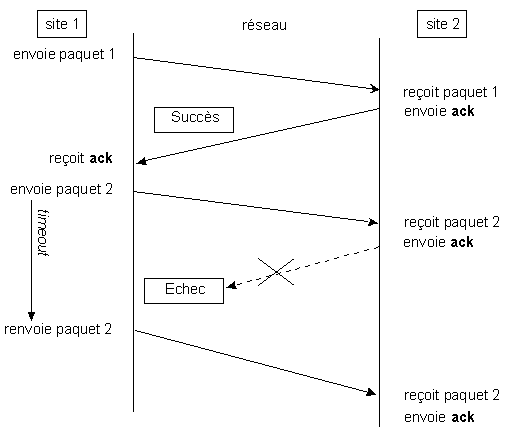 site 1
réseau
site 2
envoie paquet 1
reçoit paquet 1
envoie ack
Succès
reçoit ack
envoie paquet 2
timeout
reçoit paquet 2
envoie ack
Echec
renvoie paquet 2
reçoit paquet 2
envoie ack